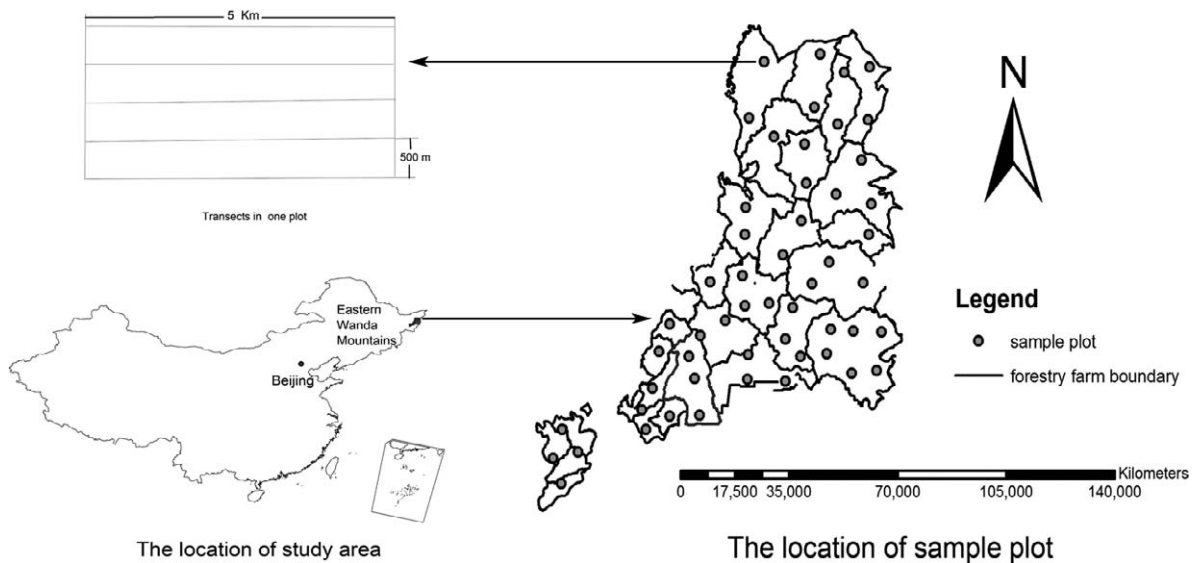 5 Km
500 m
Transects in one plot
Eastern
Wanda
Mountains
Beijing
The location of study area
N
Legend
sample plot
forestry farm boundary
Kilometers
0 17,500 35,000 70,000 105,000 140,000
The location of sample plot